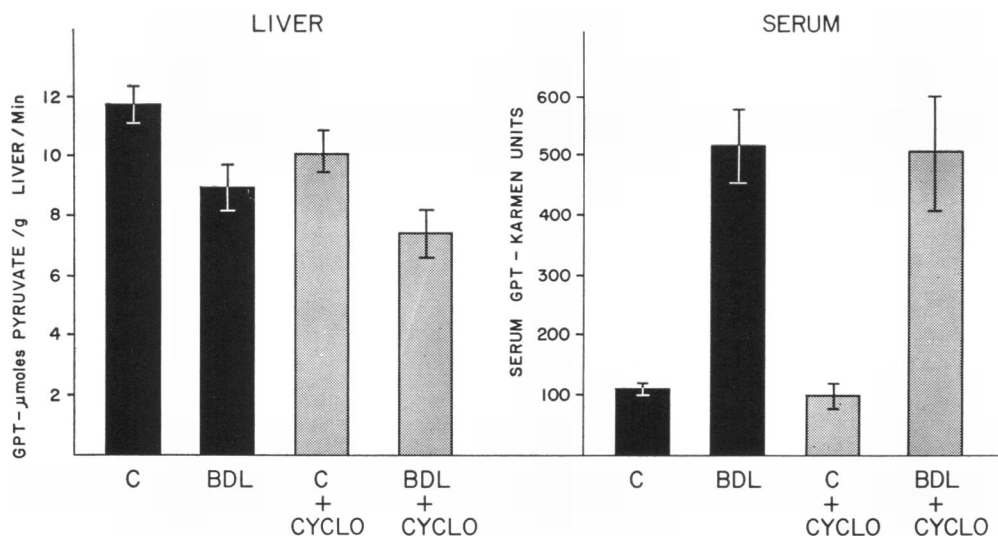 LIVER
GPT-μmoles PYRUVATE /g LIVER/Min
12
10
8
6
4
2
C
BDL
C
+
CYCLO
BDL
+
CYCLO
SERUM
SERUM GPT-KARMEN UNITS
600
500
400
300
200
100
C
BDL
C
+
CYCLO
BDL
+
CYCLO